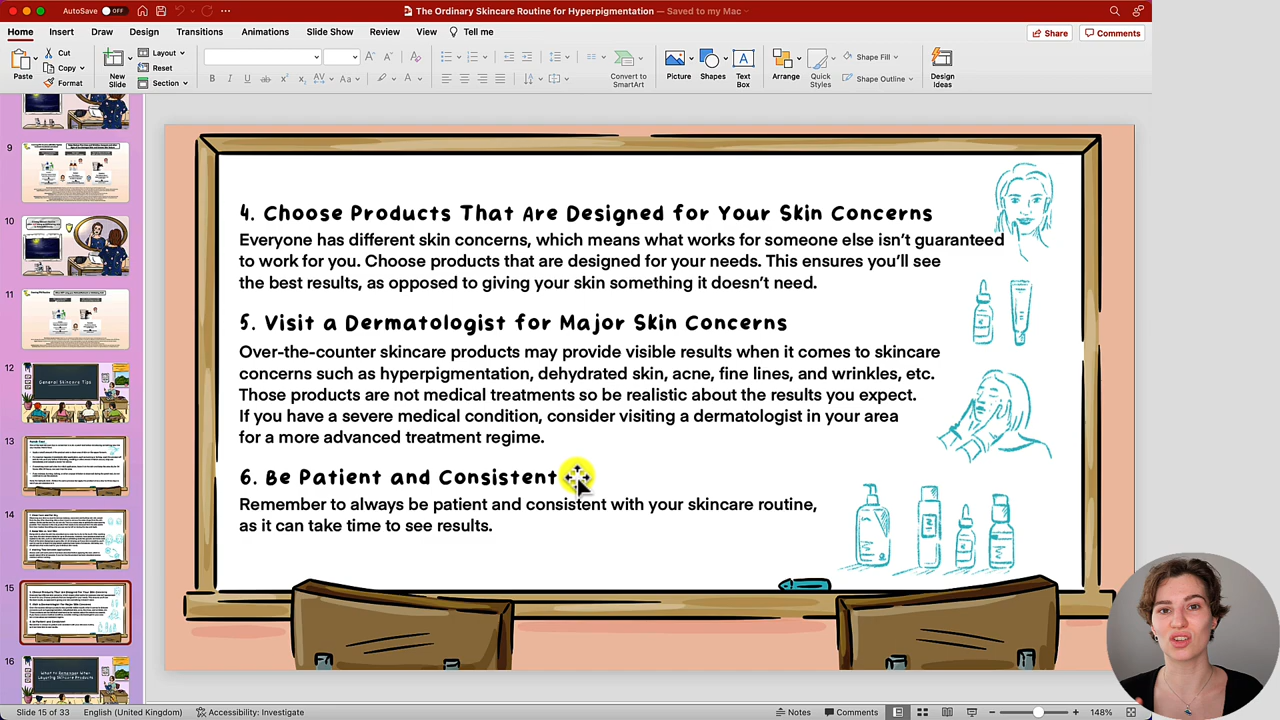 AutoSave OFF
The Ordinary Skincare Routine for Hyperpigmentation — Saved to my Mac
Home Insert Draw Design Transitions Animations Slide Show Review View Tell me
Share Comments
Paste
Cut
Copy
Format
New Slide
Layout
Reset
Section
Convert to SmartArt
Picture
Shapes
Text Box
Arrange
Quick Styles
Shape Fill
Shape Outline
Design Ideas
9
10
11
12
General Skincare Tips
13
14
15
16
What to Remember When
Layering Skincare Products
4. Choose Products That Are Designed for Your Skin Concerns
Everyone has different skin concerns, which means what works for someone else isn't guaranteed
to work for you. Choose products that are designed for your needs. This ensures you'll see
the best results, as opposed to giving your skin something it doesn't need.
5. Visit a Dermatologist for Major Skin Concerns
Over-the-counter skincare products may provide visible results when it comes to skincare
concerns such as hyperpigmentation, dehydrated skin, acne, fine lines, and wrinkles, etc.
Those products are not medical treatments so be realistic about the results you expect.
If you have a severe medical condition, consider visiting a dermatologist in your area
for a more advanced treatment regime.
6. Be Patient and Consistent
Remember to always be patient and consistent with your skincare routine,
as it can take time to see results.
Slide 15 of 33 English (United Kingdom) Accessibility: Investigate
Notes Comments 148%